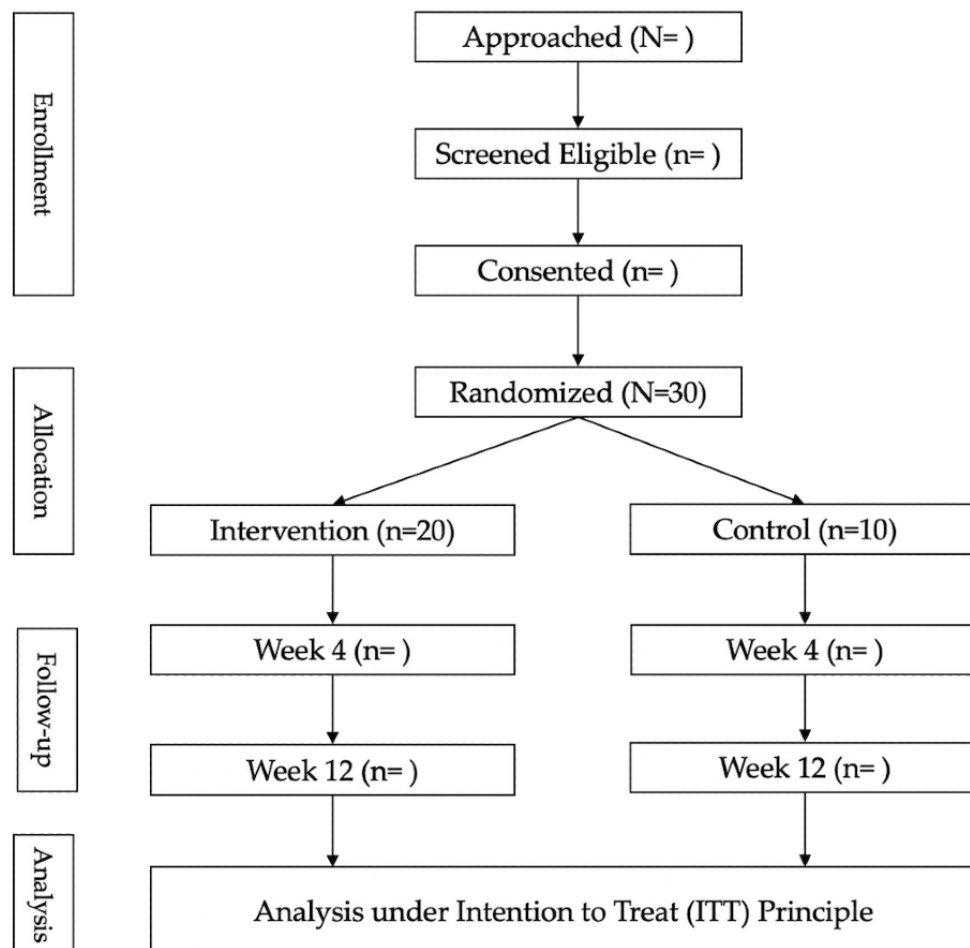 Enrollment
Approached (N= )
Screened Eligible (n= )
Consented (n= )
Allocation
Randomized (N=30)
Intervention (n=20)
Control (n=10)
Follow-up
Week 4 (n= )
Week 4 (n= )
Week 12 (n= )
Week 12 (n= )
Analysis
Analysis under Intention to Treat (ITT) Principle